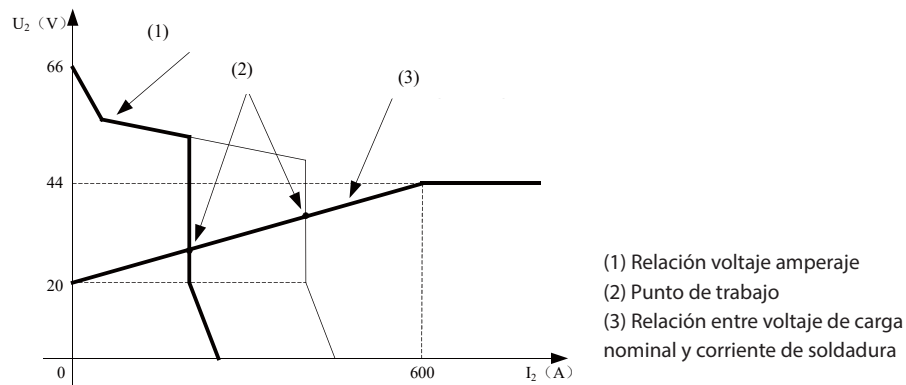 U₂（V）
(1)
(2)
(3)
66
44
20
0
600
I₂（A）
(1) Relación voltaje amperaje
(2) Punto de trabajo
(3) Relación entre voltaje de carga
nominal y corriente de soldadura